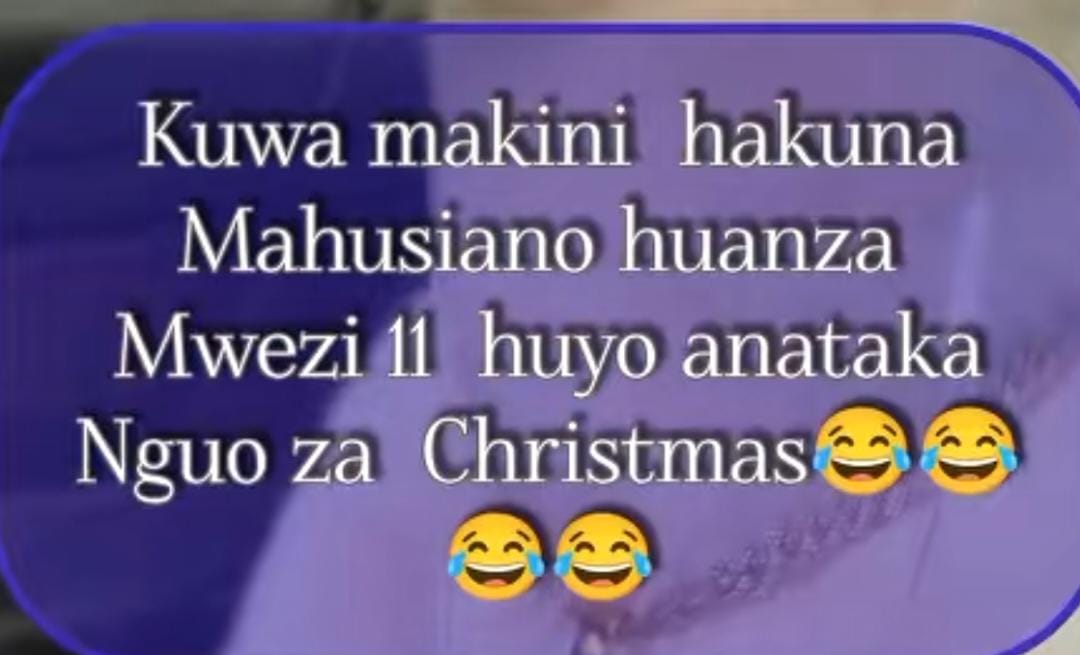 Kuwa makini hakuna
Mahusiano huanza
Mwezi 11 huyo anataka
Nguo za Christmas😂😂
😂😂